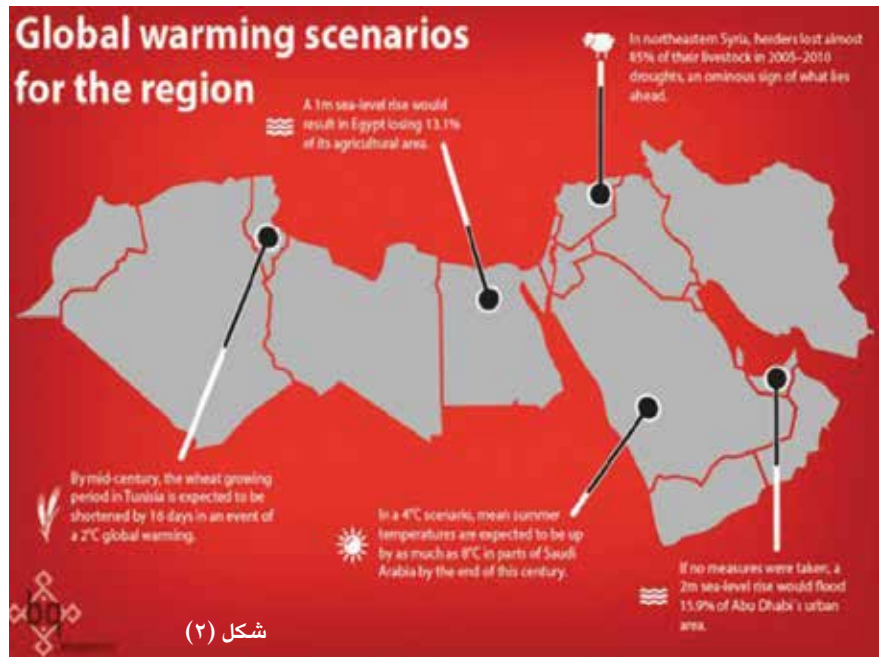 Global warming scenarios
for the region
A 1m sea-level rise would
result in Egypt losing 13.1%
of its agricultural area.
In northeastern Syria, herders lost almost
85% of their livestock in 2005–2010
droughts, an ominous sign of what lies
ahead.
By mid-century, the wheat growing
period in Tunisia is expected to be
shortened by 16 days in an event of
a 2°C global warming.
In a 4°C scenario, mean summer
temperatures are expected to be up
by as much as 8°C in parts of Saudi
Arabia by the end of this century.
If no measures were taken, a
2m sea-level rise would flood
15.9% of Abu Dhabi's urban
area.
bq
شكل (٢)